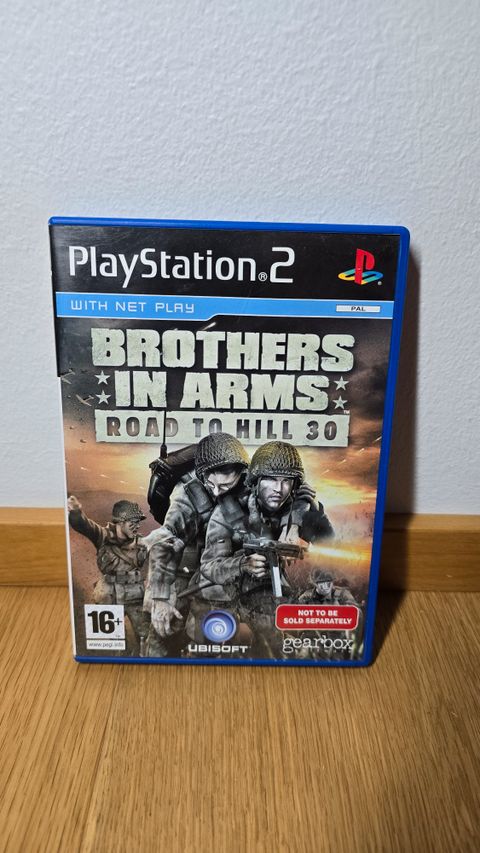 PlayStation®2
WITH NET PLAY
PAL
BROTHERS
IN ARMS™
ROAD TO HILL 30
16+
www.pegi.info
UBISOFT
NOT TO BE
SOLD SEPARATELY
gearbox